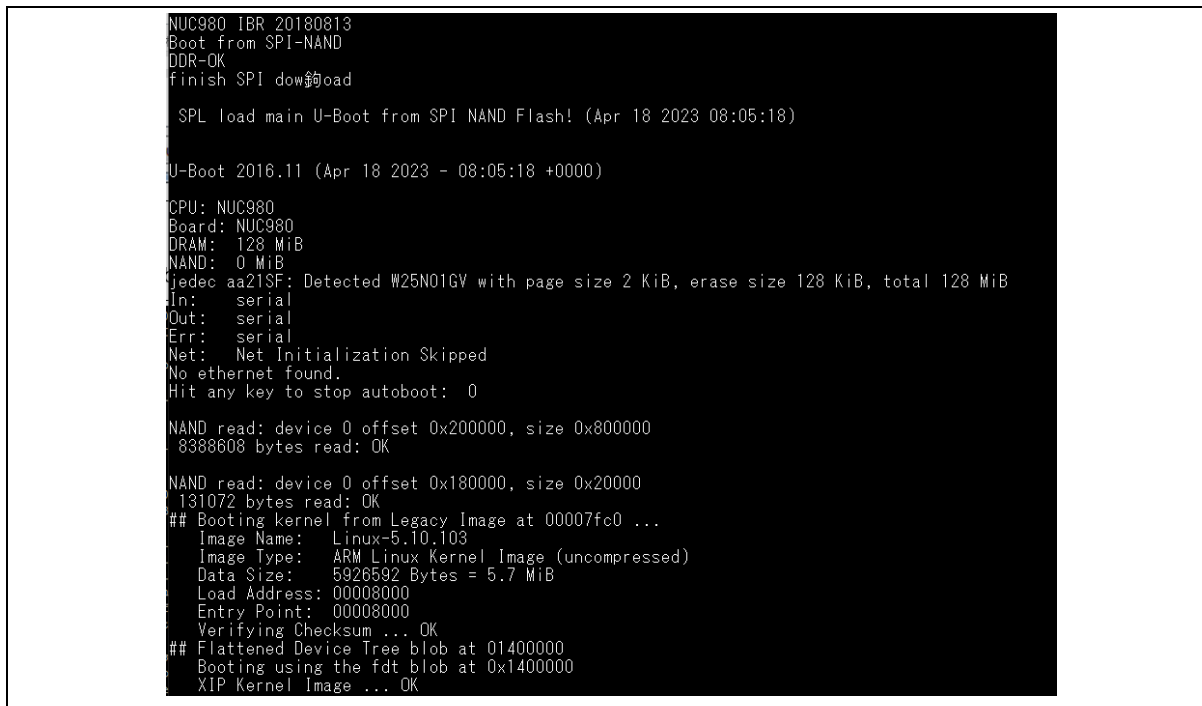 NUC980 IBR 20180813
Boot from SPI-NAND
DDR-OK
finish SPI dow鉤oad
SPL load main U-Boot from SPI NAND Flash! (Apr 18 2023 08:05:18)
U-Boot 2016.11 (Apr 18 2023 - 08:05:18 +0000)
CPU: NUC980
Board: NUC980
DRAM:  128 MiB
NAND:  0 MiB
jedec aa21SF: Detected W25N01GV with page size 2 KiB, erase size 128 KiB, total 128 MiB
In:    serial
Out:   serial
Err:   serial
Net:   Net Initialization Skipped
No ethernet found.
Hit any key to stop autoboot:  0
NAND read: device 0 offset 0x200000, size 0x800000
8388608 bytes read: OK
NAND read: device 0 offset 0x180000, size 0x20000
131072 bytes read: OK
## Booting kernel from Legacy Image at 00007fc0 ...
Image Name:   Linux-5.10.103
Image Type:   ARM Linux Kernel Image (uncompressed)
Data Size:    5926592 Bytes = 5.7 MiB
Load Address: 00008000
Entry Point:  00008000
Verifying Checksum ... OK
## Flattened Device Tree blob at 01400000
Booting using the fdt blob at 0x1400000
XIP Kernel Image ... OK